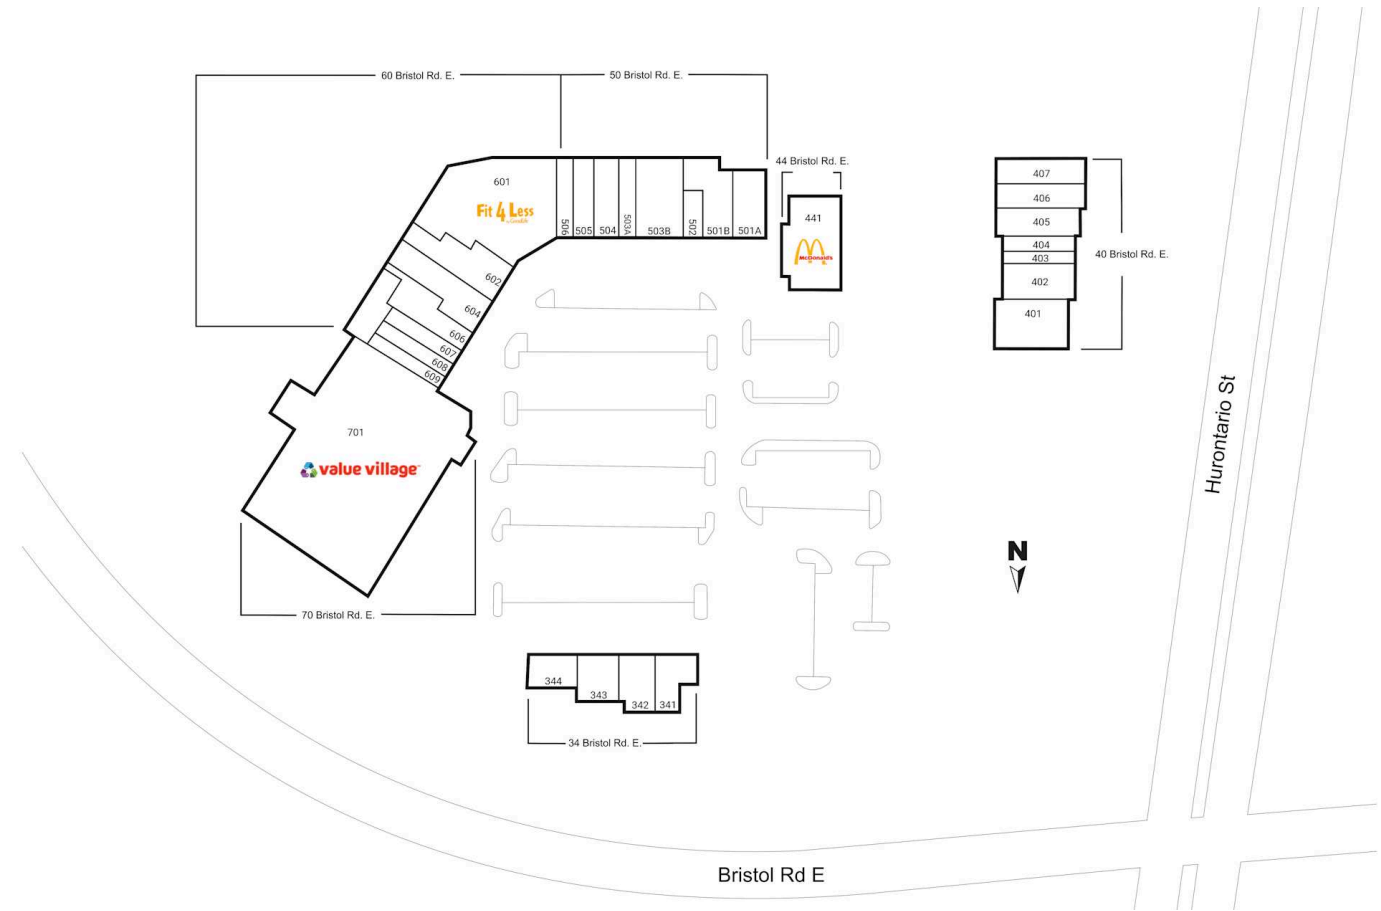 60 Bristol Rd. E.
50 Bristol Rd. E.
44 Bristol Rd. E.
601
Fit 4 Less
506
505
504
503A
503B
502
501B
501A
441
McDonald's
407
406
405
404
403
402
401
40 Bristol Rd. E.
602
604
606
607
608
609
701
value village
70 Bristol Rd. E.
Hurontario St
N
344
343
342
341
34 Bristol Rd. E.
Bristol Rd E